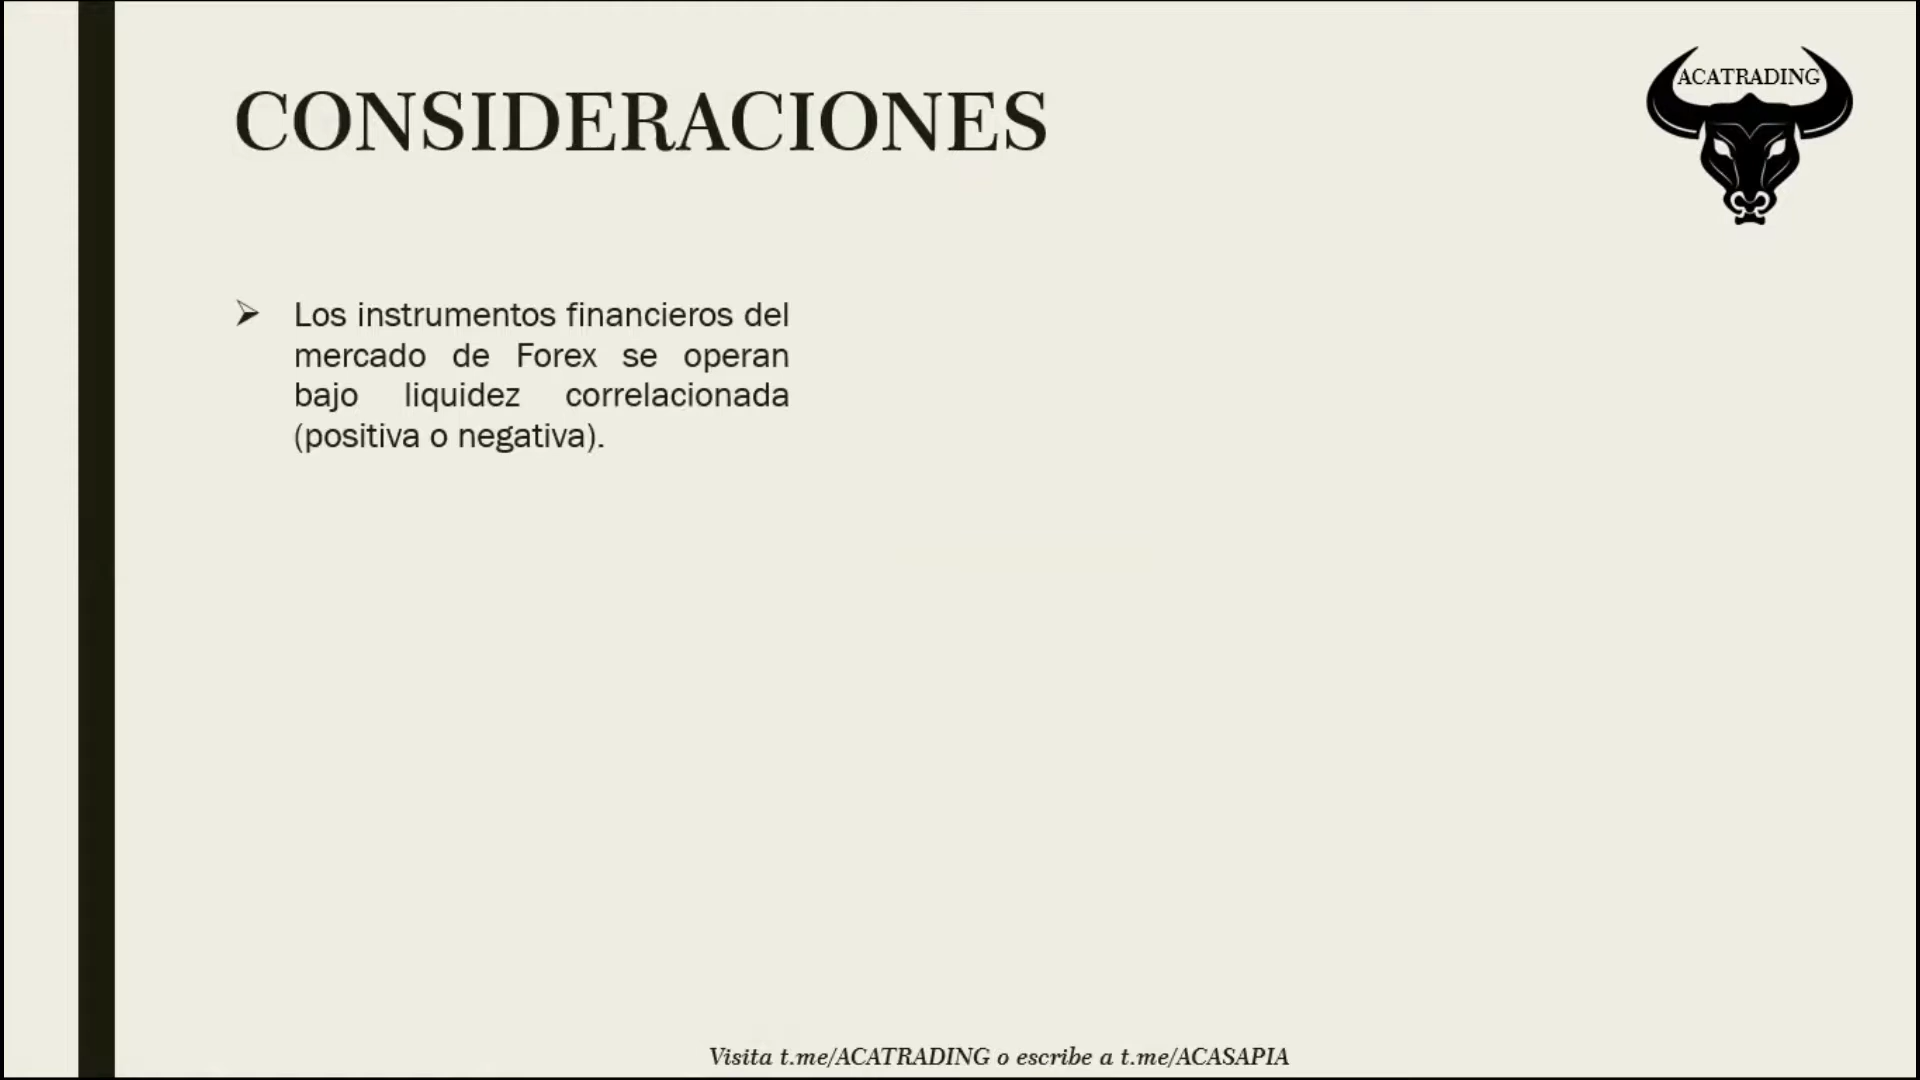 CONSIDERACIONES
ACATRADING
➢ Los instrumentos financieros del
mercado de Forex se operan
bajo liquidez correlacionada
(positiva o negativa).
Visita t.me/ACATRADING o escribe a t.me/ACASAPIA